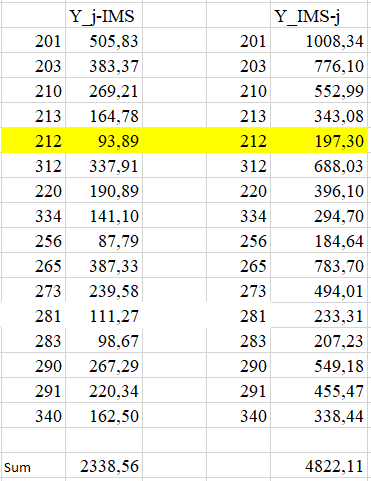 Y_j-IMS Y_IMS-j
201 505,83 201 1008,34
203 383,37 203 776,10
210 269,21 210 552,99
213 164,78 213 343,08
212 93,89 212 197,30
312 337,91 312 688,03
220 190,89 220 396,10
334 141,10 334 294,70
256 87,79 256 184,64
265 387,33 265 783,70
273 239,58 273 494,01
281 111,27 281 233,31
283 98,67 283 207,23
290 267,29 290 549,18
291 220,34 291 455,47
340 162,50 340 338,44
Sum 2338,56 4822,11